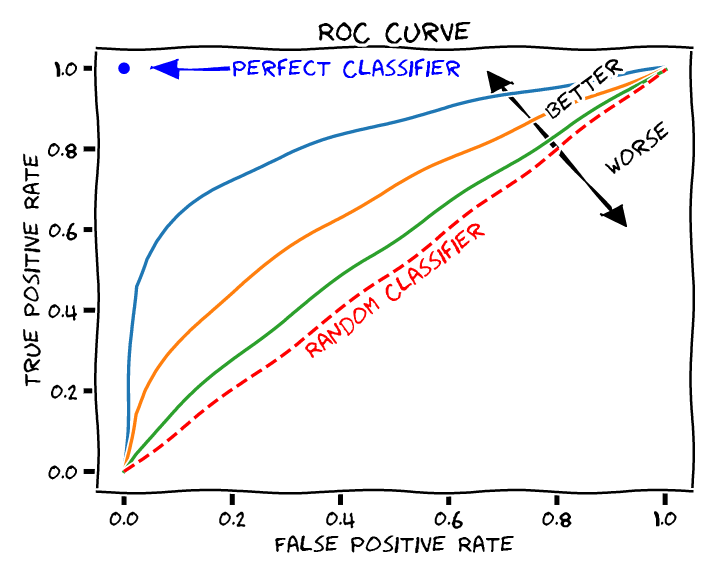 ROC CURVE
PERFECT CLASSIFIER
BETTER
WORSE
RANDOM CLASSIFIER
TRUE POSITIVE RATE
1.0
0.8
0.6
0.4
0.2
0.0
0.0 0.2 0.4 0.6 0.8 1.0
FALSE POSITIVE RATE